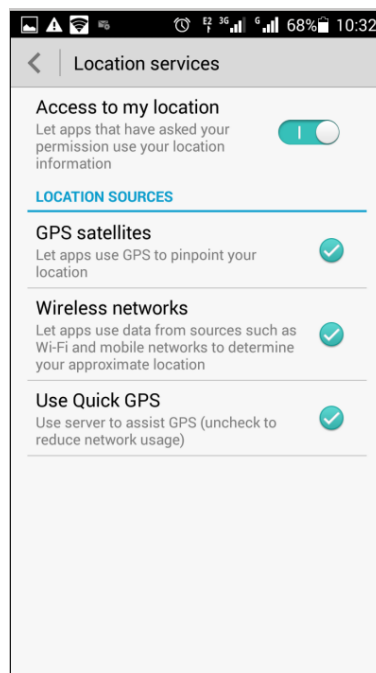 E2 3G G 68% 10:32
Location services
Access to my location
Let apps that have asked your
permission use your location
information
LOCATION SOURCES
GPS satellites
Let apps use GPS to pinpoint your
location
Wireless networks
Let apps use data from sources such as
Wi-Fi and mobile networks to determine
your approximate location
Use Quick GPS
Use server to assist GPS (uncheck to
reduce network usage)